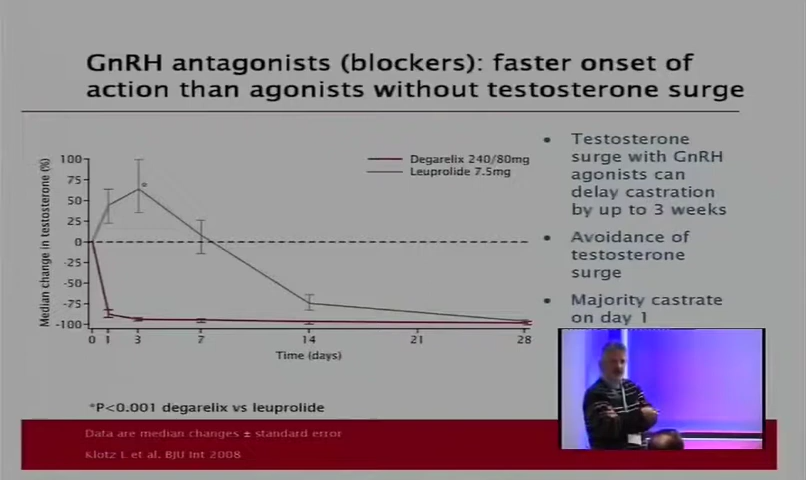 GnRH antagonists (blockers): faster onset of
action than agonists without testosterone surge
Median change in testosterone (%)
100
75
50
25
0
-25
-50
-75
-100
0 1 3 7 14 21 28
Time (days)
Degarelix 240/80mg
Leuprolide 7.5mg
*
• Testosterone
surge with GnRH
agonists can
delay castration
by up to 3 weeks
• Avoidance of
testosterone
surge
• Majority castrate
on day 1
*P<0.001 degarelix vs leuprolide
Data are median changes ± standard error
Klotz L et al. BJU Int 2008